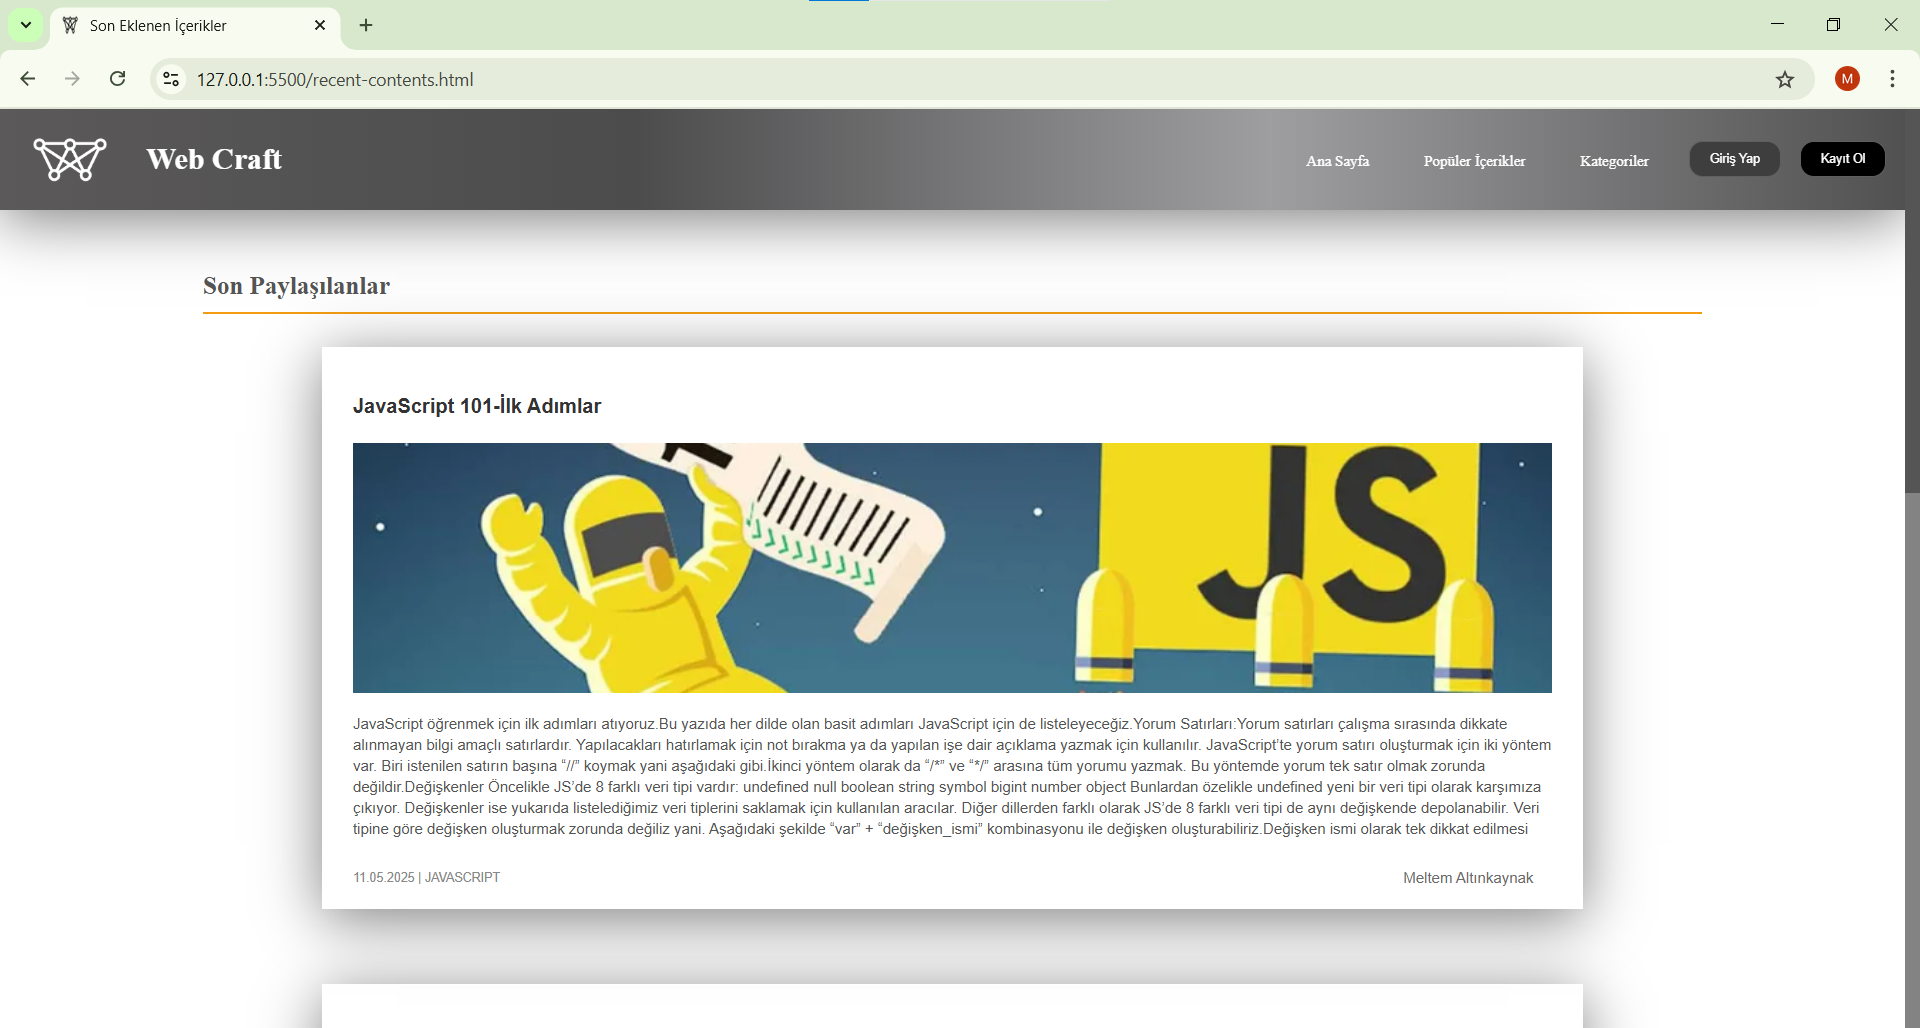 Son Eklenen İçerikler
127.0.0.1:5500/recent-contents.html
M
Web Craft
Ana Sayfa
Popüler İçerikler
Kategoriler
Giriş Yap
Kayıt Ol
Son Paylaşılanlar
JavaScript 101-İlk Adımlar
JS
JavaScript öğrenmek için ilk adımları atıyoruz.Bu yazıda her dilde olan basit adımları JavaScript için de listeleyeceğiz.Yorum Satırları:Yorum satırları çalışma sırasında dikkate
alınmayan bilgi amaçlı satırlardır. Yapılacakları hatırlamak için not bırakma ya da yapılan işe dair açıklama yazmak için kullanılır. JavaScript’te yorum satırı oluşturmak için iki yöntem
var. Biri istenilen satırın başına “//” koymak yani aşağıdaki gibi.İkinci yöntem olarak da “/*” ve “*/” arasına tüm yorumu yazmak. Bu yöntemde yorum tek satır olmak zorunda
değildir.Değişkenler Öncelikle JS’de 8 farklı veri tipi vardır: undefined null boolean string symbol bigint number object Bunlardan özelikle undefined yeni bir veri tipi olarak karşımıza
çıkıyor. Değişkenler ise yukarıda listelediğimiz veri tiplerini saklamak için kullanılan aracılar. Diğer dillerden farklı olarak JS’de 8 farklı veri tipi de aynı değişkende depolanabilir. Veri
tipine göre değişken oluşturmak zorunda değiliz yani. Aşağıdaki şekilde “var” + “değişken_ismi” kombinasyonu ile değişken oluşturabiliriz.Değişken ismi olarak tek dikkat edilmesi
11.05.2025 | JAVASCRIPT
Meltem Altınkaynak